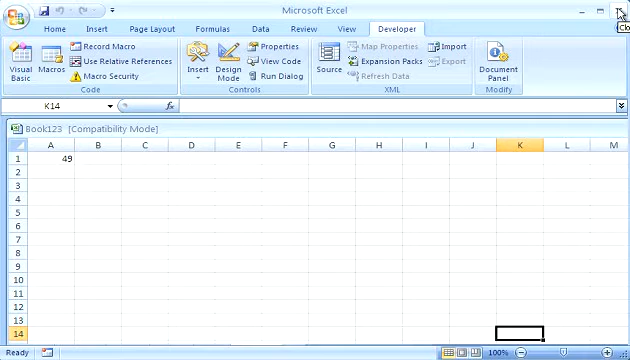 Microsoft Excel
Clo
Home Insert Page Layout Formulas Data Review View Developer
Visual Basic
Macros
Record Macro
Use Relative References
Macro Security
Code
Insert
Design Mode
Properties
View Code
Run Dialog
Controls
Source
Map Properties
Expansion Packs
Refresh Data
Import
Export
XML
Document Panel
Modify
K14 fx
Book123 [Compatibility Mode]
A B C D E F G H I J K L M
1 49
2
3
4
5
6
7
8
9
10
11
12
13
14
Ready 100%